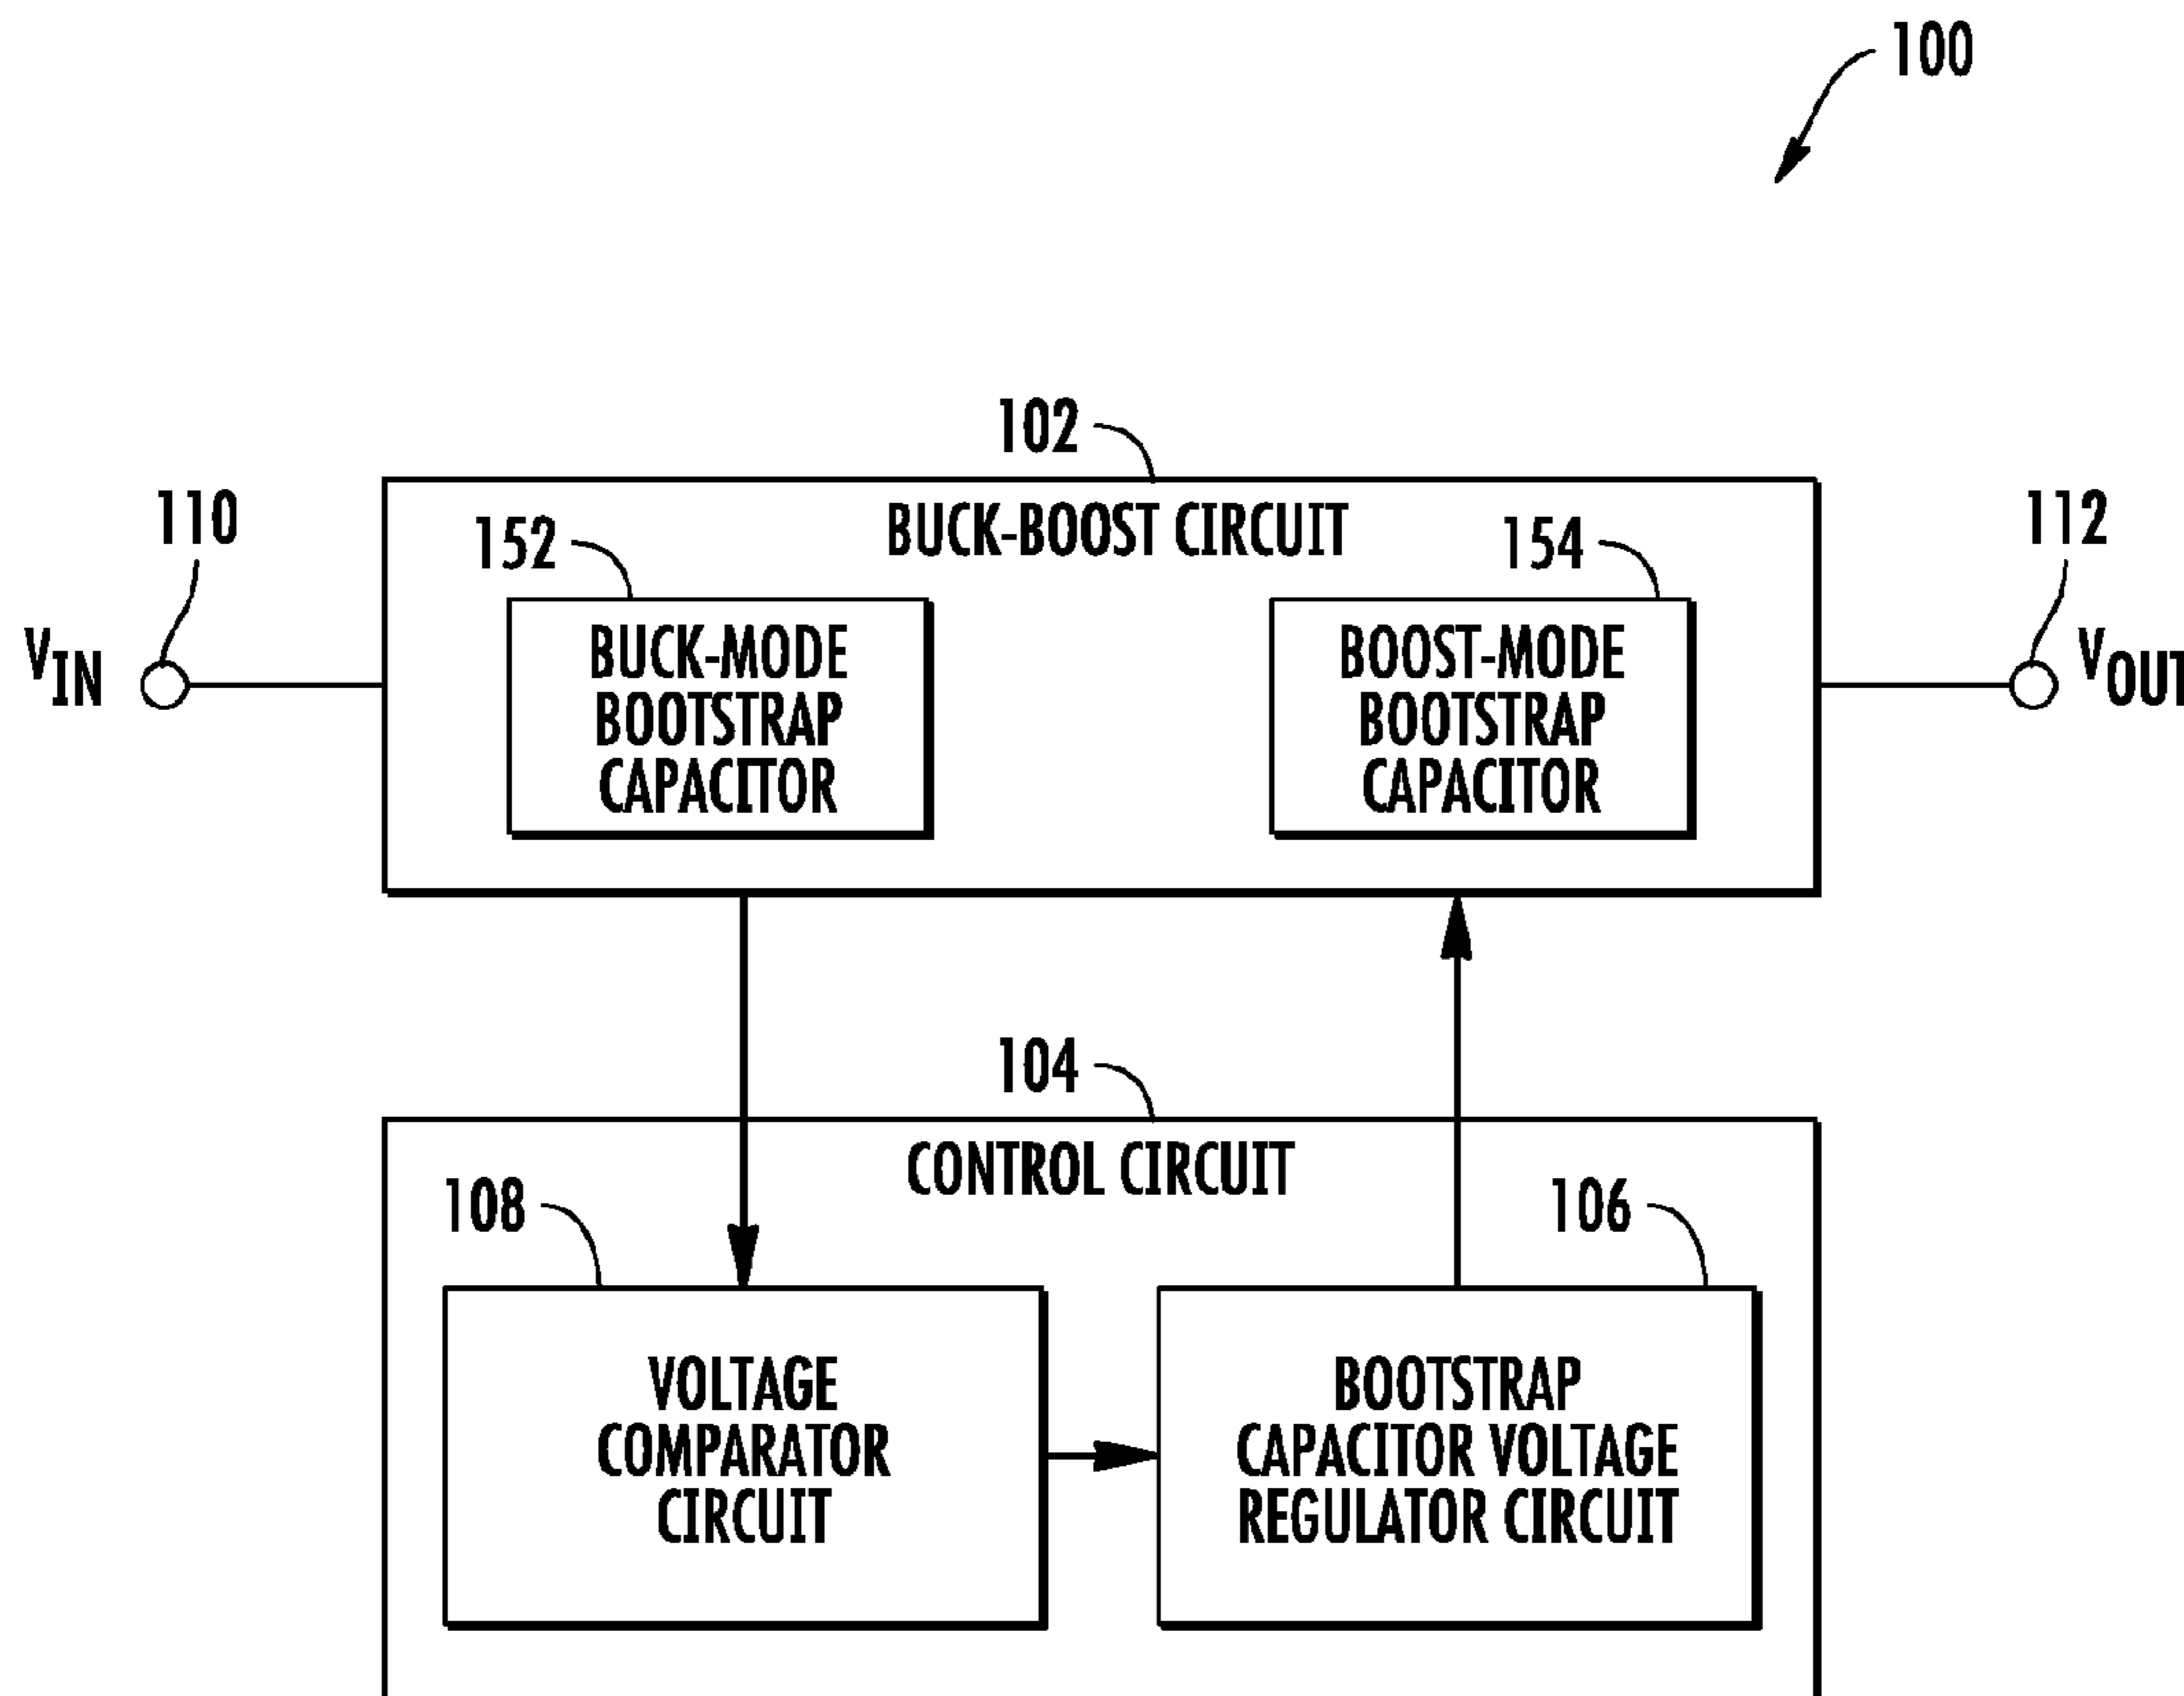 100
102
BUCK-BOOST CIRCUIT
110
112
152
154
VIN
BUCK-MODE
BOOTSTRAP
CAPACITOR
BOOST-MODE
BOOTSTRAP
CAPACITOR
VOUT
104
CONTROL CIRCUIT
108
106
VOLTAGE
COMPARATOR
CIRCUIT
BOOTSTRAP
CAPACITOR VOLTAGE
REGULATOR CIRCUIT